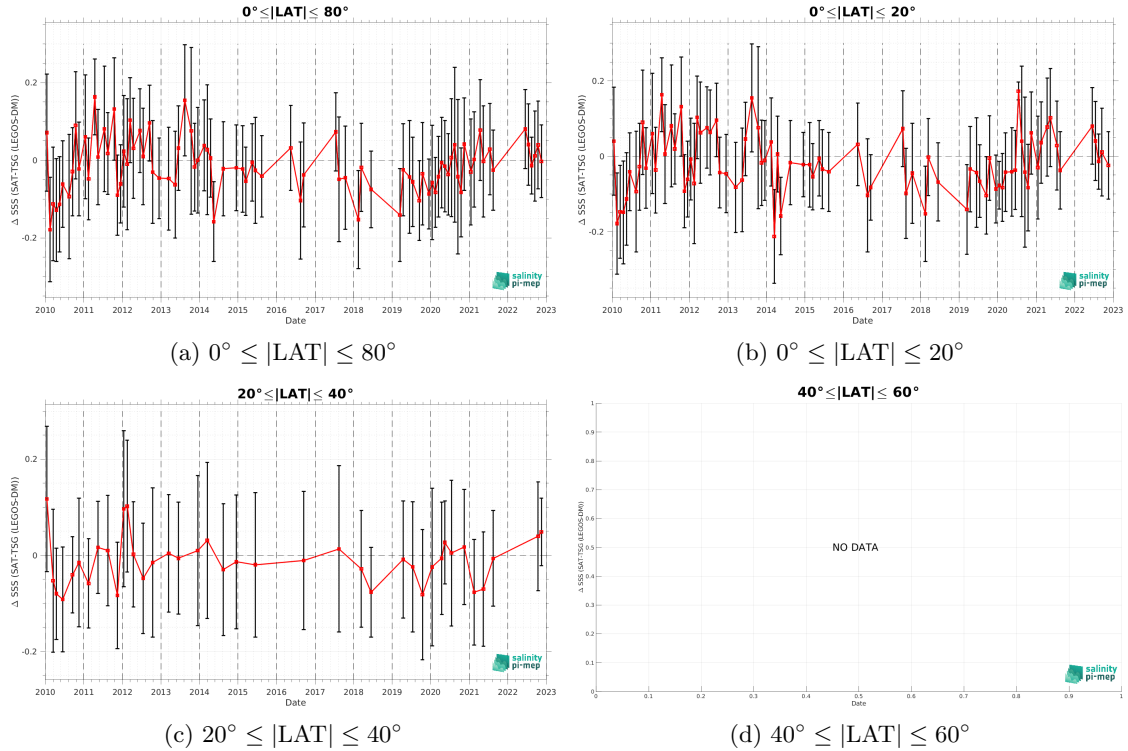 0°≤|LAT|≤ 80°
Δ SSS (SAT-TSG (LEGOS-DM))
0.2
0
-0.2
2010 2011 2012 2013 2014 2015 2016 2017 2018 2019 2020 2021 2022 2023
Date
salinity
pi-mep
(a) 0° ≤ |LAT| ≤ 80°
0°≤|LAT|≤ 20°
Δ SSS (SAT-TSG (LEGOS-DM))
0.2
0
-0.2
2010 2011 2012 2013 2014 2015 2016 2017 2018 2019 2020 2021 2022 2023
Date
salinity
pi-mep
(b) 0° ≤ |LAT| ≤ 20°
20°≤|LAT|≤ 40°
Δ SSS (SAT-TSG (LEGOS-DM))
0.2
0
-0.2
2010 2011 2012 2013 2014 2015 2016 2017 2018 2019 2020 2021 2022 2023
Date
salinity
pi-mep
(c) 20° ≤ |LAT| ≤ 40°
40°≤|LAT|≤ 60°
Δ SSS (SAT-TSG (LEGOS-DM))
1
0.9
0.8
0.7
0.6
0.5
0.4
0.3
0.2
0.1
0
NO DATA
0 0.1 0.2 0.3 0.4 0.5 0.6 0.7 0.8 0.9 1
Date
salinity
pi-mep
(d) 40° ≤ |LAT| ≤ 60°